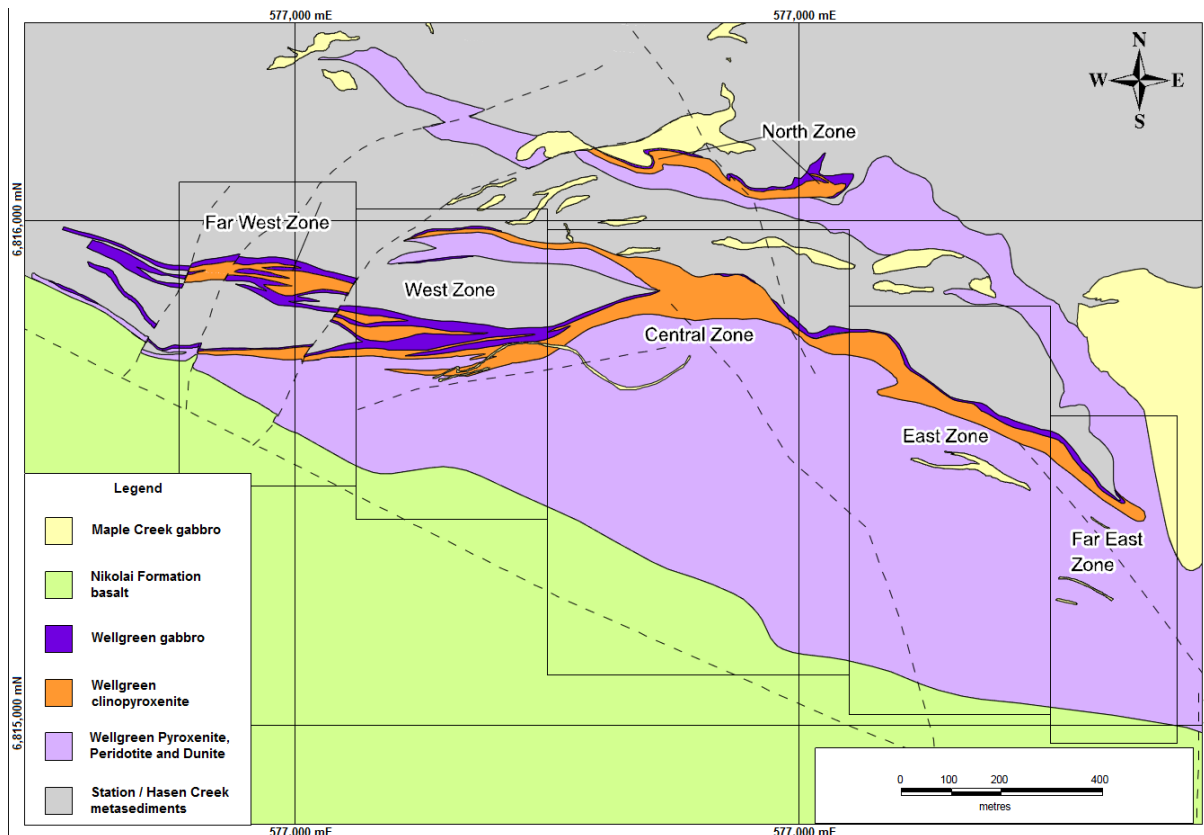 577,000 mE
577,000 mE
N
W
E
S
North Zone
6,816,000 mN
Far West Zone
West Zone
Central Zone
East Zone
Far East
Zone
Legend
Maple Creek gabbro
Nikolai Formation
basalt
Wellgreen gabbro
Wellgreen
clinopyroxenite
Wellgreen Pyroxenite,
Peridotite and Dunite
Station / Hasen Creek
metasediments
6,815,000 mN
0
100
200
400
metres
577,000 mE
577,000 mE